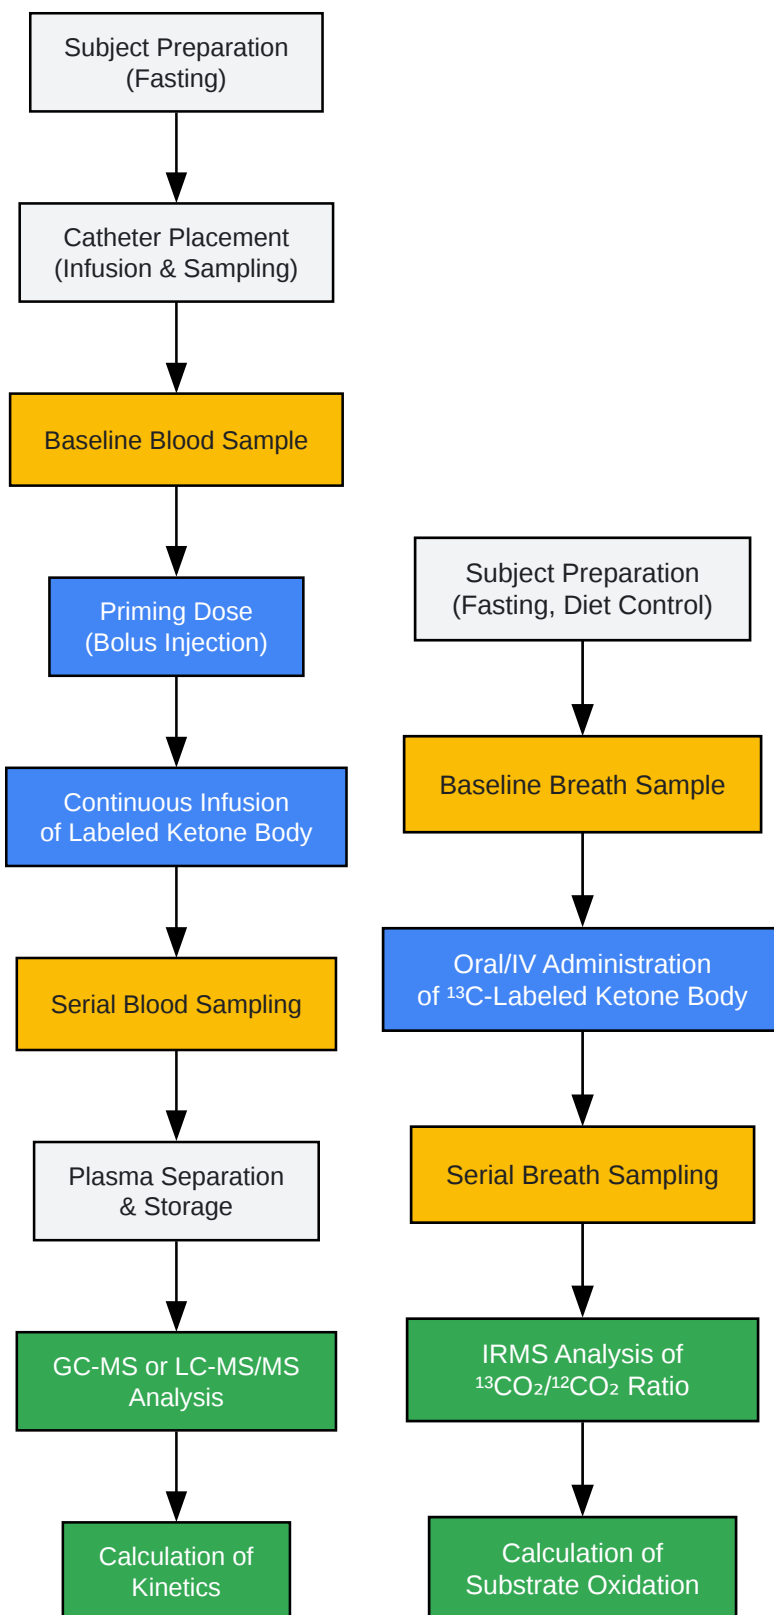 Subject Preparation
(Fasting)
Catheter Placement
(Infusion & Sampling)
Baseline Blood Sample
Priming Dose
(Bolus Injection)
Continuous Infusion
of Labeled Ketone Body
Serial Blood Sampling
Plasma Separation
& Storage
GC-MS or LC-MS/MS
Analysis
Calculation of
Kinetics
Subject Preparation
(Fasting, Diet Control)
Baseline Breath Sample
Oral/IV Administration
of ¹³C-Labeled Ketone Body
Serial Breath Sampling
IRMS Analysis of
¹³CO₂/¹²CO₂ Ratio
Calculation of
Substrate Oxidation